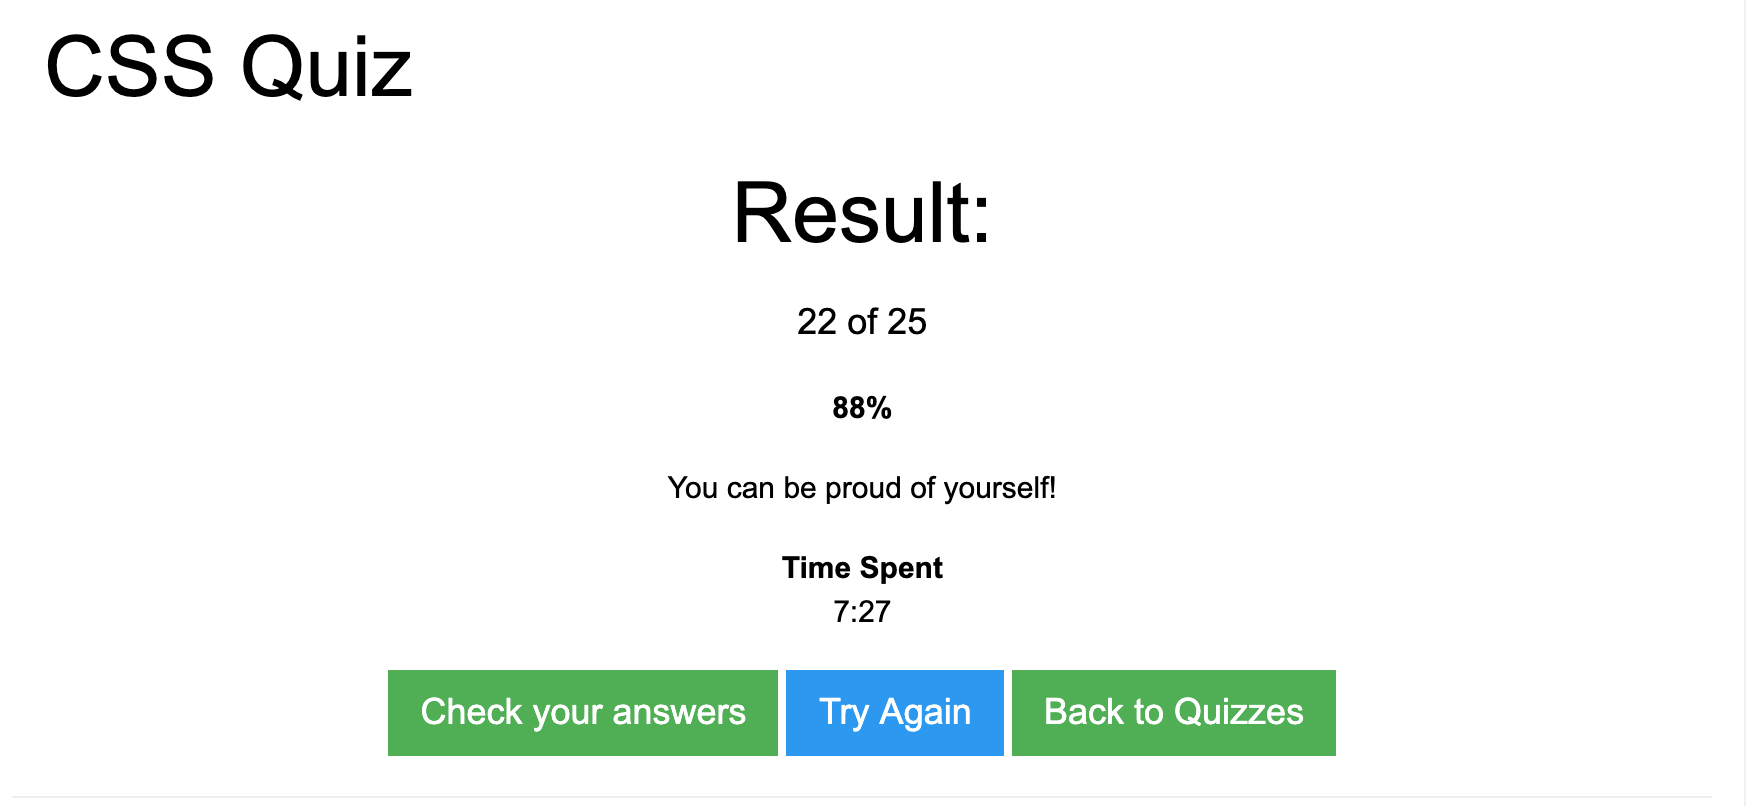 CSS Quiz
Result:
22 of 25
88%
You can be proud of yourself!
Time Spent
7:27
Check your answers
Try Again
Back to Quizzes